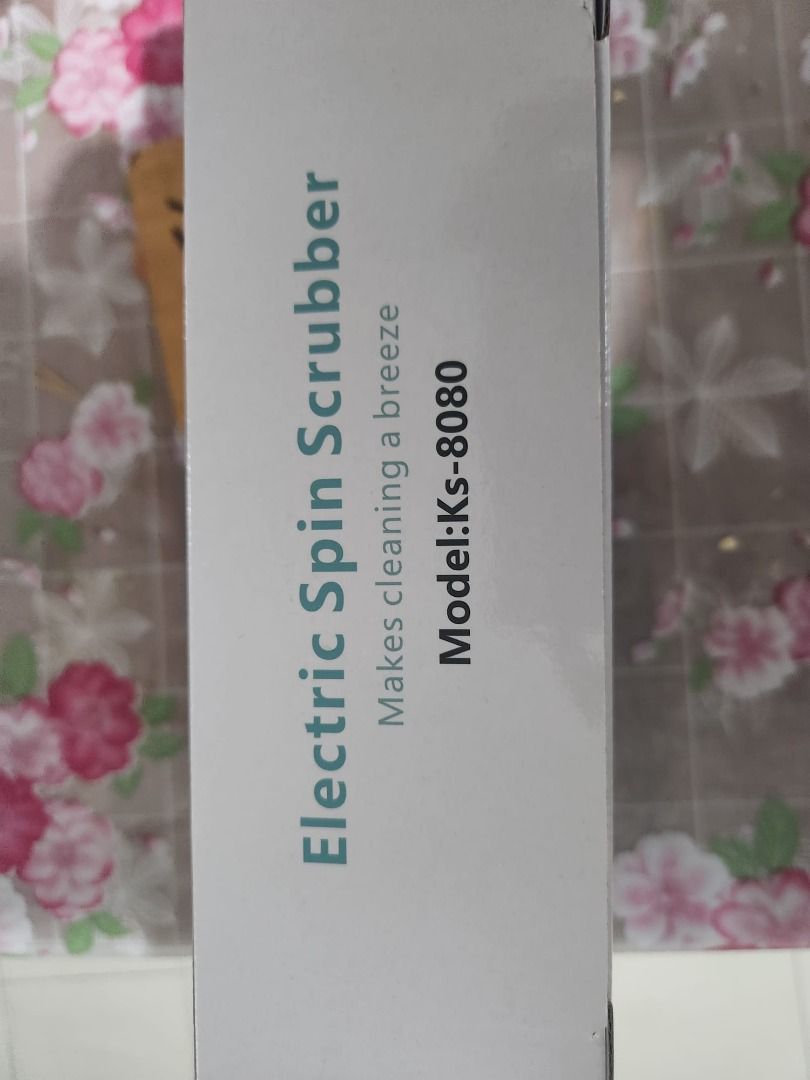 Electric Spin Scrubber
Makes cleaning a breeze
Model:Ks-8080